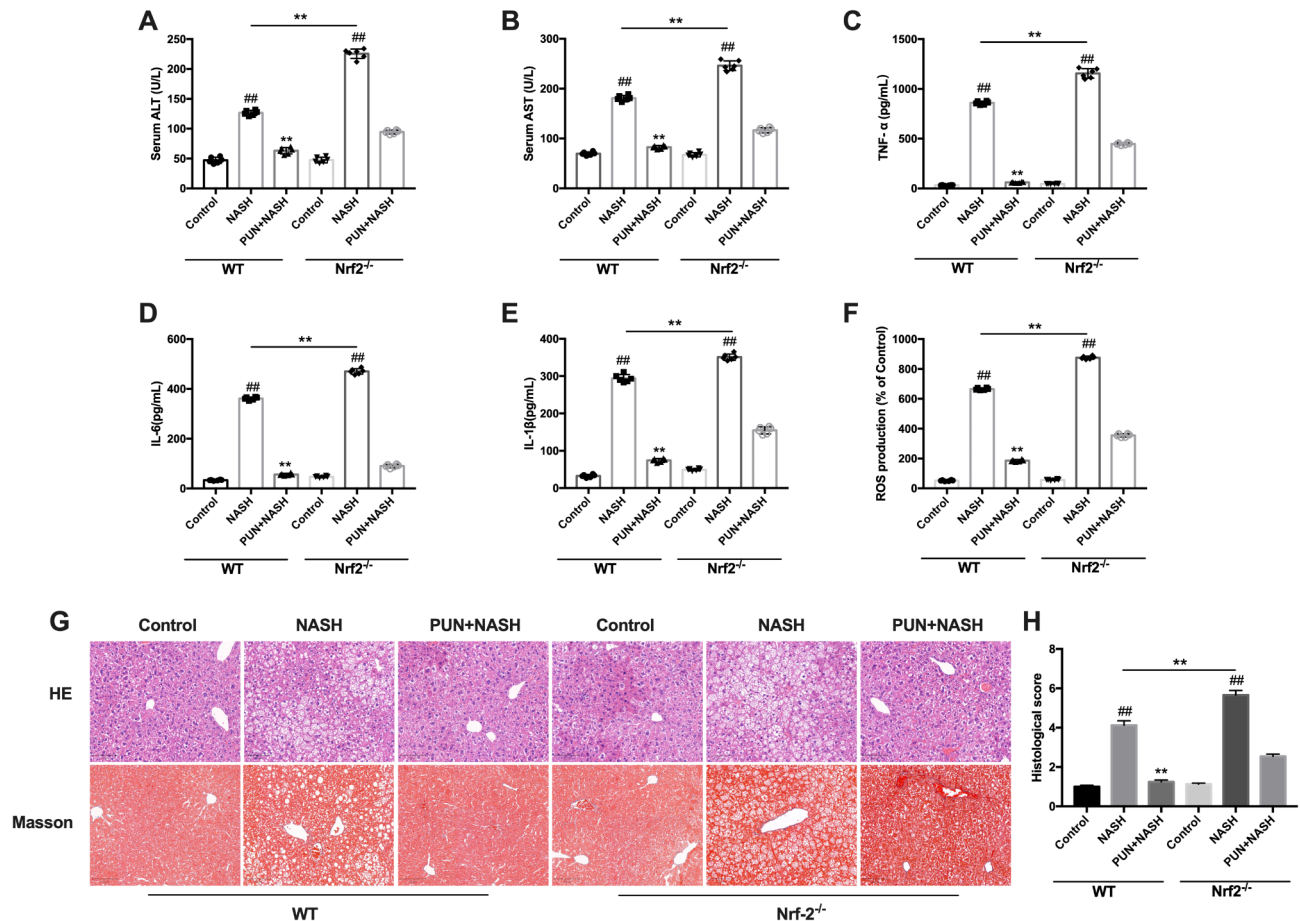 A
Serum ALT (U/L)
250
200
150
100
50
0
**
##
**
##
Control
NASH
PUN+NASH
Control
NASH
PUN+NASH
WT
Nrf2-/-
B
Serum AST (U/L)
300
200
100
0
**
##
**
##
Control
NASH
PUN+NASH
Control
NASH
PUN+NASH
WT
Nrf2-/-
C
TNF- α (pg/mL)
1500
1000
500
0
**
##
**
##
Control
NASH
PUN+NASH
Control
NASH
PUN+NASH
WT
Nrf2-/-
D
IL-6(pg/mL)
600
400
200
0
**
##
**
##
Control
NASH
PUN+NASH
Control
NASH
PUN+NASH
WT
Nrf2-/-
E
IL-1β(pg/mL)
400
300
200
100
0
**
##
**
##
Control
NASH
PUN+NASH
Control
NASH
PUN+NASH
WT
Nrf2-/-
F
ROS production (% of Control)
1000
800
600
400
200
0
**
##
**
##
Control
NASH
PUN+NASH
Control
NASH
PUN+NASH
WT
Nrf2-/-
G
Control NASH PUN+NASH Control NASH PUN+NASH
HE
Masson
WT
Nrf-2-/-
H
Histological score
8
6
4
2
0
**
##
**
##
Control
NASH
PUN+NASH
Control
NASH
PUN+NASH
WT
Nrf2-/-